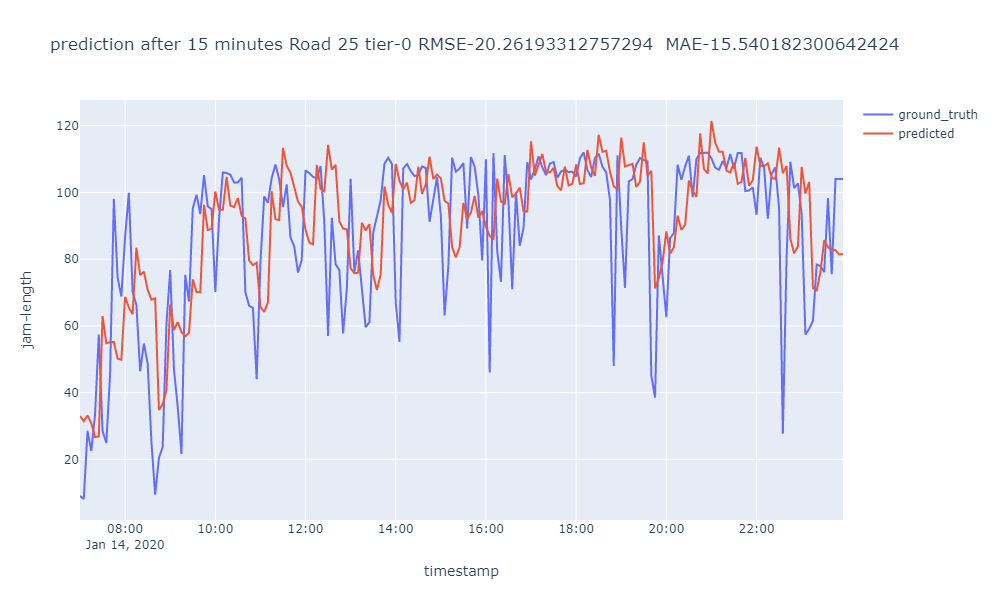 prediction after 15 minutes Road 25 tier-0 RMSE-20.26193312757294  MAE-15.540182300642424
ground_truth
predicted
120
100
80
60
40
20
jam-length
08:00
10:00
12:00
14:00
16:00
18:00
20:00
22:00
Jan 14, 2020
timestamp